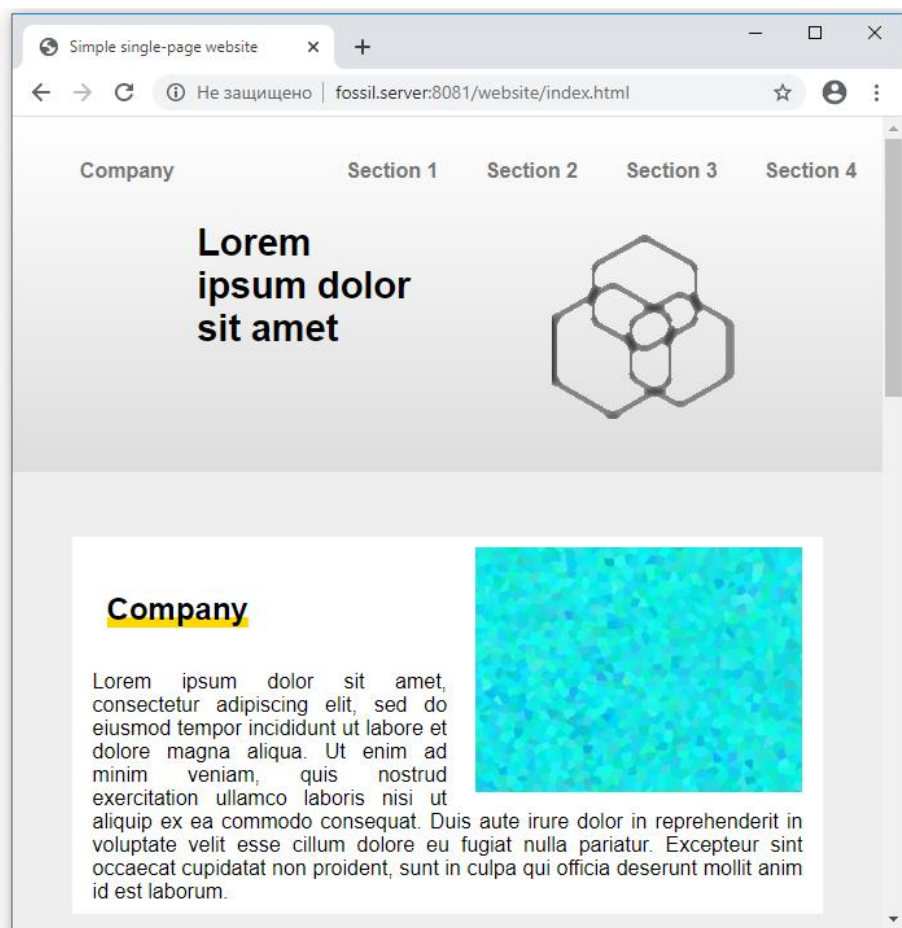 Simple single-page website
Не защищено | fossil.server:8081/website/index.html
Company Section 1 Section 2 Section 3 Section 4
Lorem
ipsum dolor
sit amet
Company
Lorem ipsum dolor sit amet,
consectetur adipiscing elit, sed do
eiusmod tempor incididunt ut labore et
dolore magna aliqua. Ut enim ad
minim veniam, quis nostrud
exercitation ullamco laboris nisi ut
aliquip ex ea commodo consequat. Duis aute irure dolor in reprehenderit in
voluptate velit esse cillum dolore eu fugiat nulla pariatur. Excepteur sint
occaecat cupidatat non proident, sunt in culpa qui officia deserunt mollit anim
id est laborum.